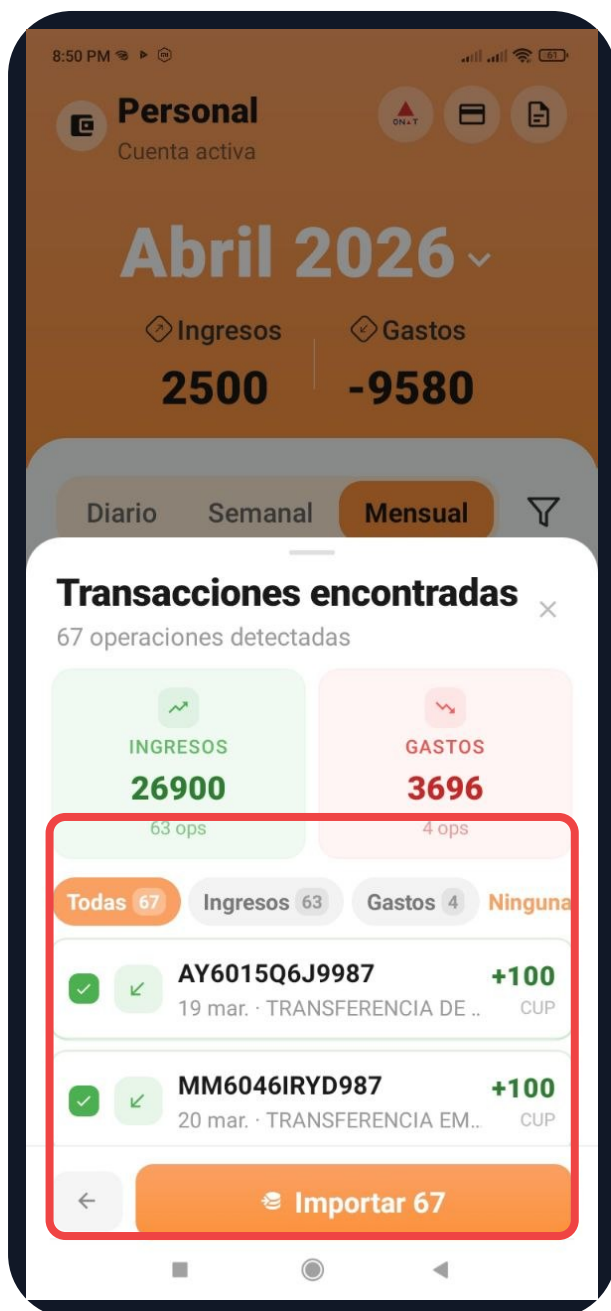 8:50 PM
61
Personal
Cuenta activa
ONAT
Abril 2026
Ingresos
Gastos
2500
-9580
Diario
Semanal
Mensual
Transacciones encontradas
67 operaciones detectadas
INGRESOS
GASTOS
26900
3696
63 ops
4 ops
Todas 67
Ingresos 63
Gastos 4
Ninguna
AY6015Q6J9987
+100
19 mar. · TRANSFERENCIA DE ..
CUP
MM6046IRYD987
+100
20 mar. · TRANSFERENCIA EM..
CUP
Importar 67